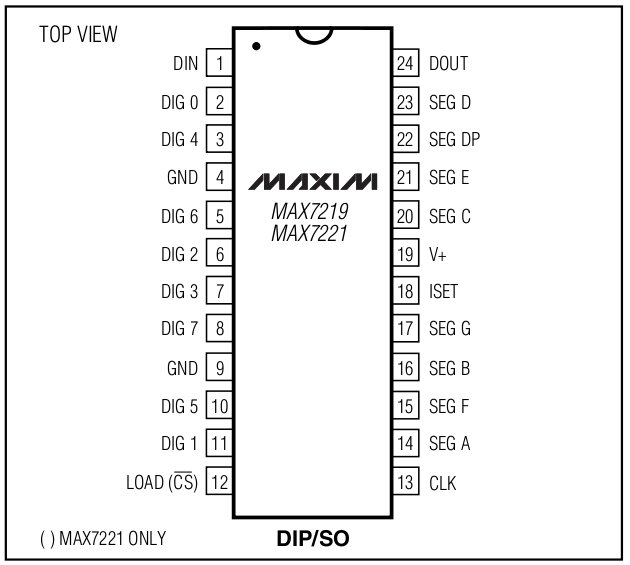 TOP VIEW
DIN 1 24 DOUT
DIG 0 2 23 SEG D
DIG 4 3 22 SEG DP
GND 4 MAXIM 21 SEG E
DIG 6 5 MAX7219 20 SEG C
MAX7221
DIG 2 6 19 V+
DIG 3 7 18 ISET
DIG 7 8 17 SEG G
GND 9 16 SEG B
DIG 5 10 15 SEG F
DIG 1 11 14 SEG A
LOAD (C̅S̅) 12 13 CLK
( ) MAX7221 ONLY DIP/SO